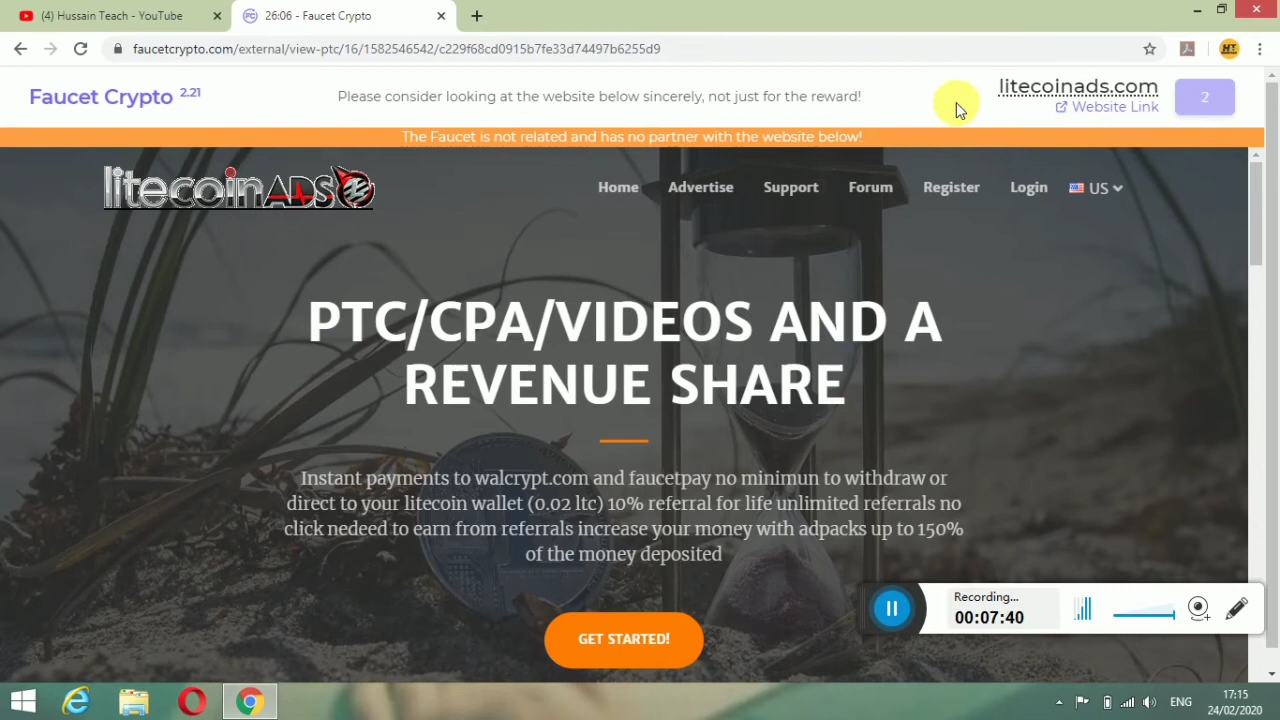 (4) Hussain Teach - YouTube
26:06 - Faucet Crypto
faucetcrypto.com/external/view-ptc/16/1582546542/c229f68cd0915b7fe33d74497b6255d9
Faucet Crypto 2.21
Please consider looking at the website below sincerely, not just for the reward!
litecoinads.com
Website Link
2
The Faucet is not related and has no partner with the website below!
litecoinADS
Home
Advertise
Support
Forum
Register
Login
US
PTC/CPA/VIDEOS AND A
REVENUE SHARE
Instant payments to walcrypt.com and faucetpay no minimun to withdraw or
direct to your litecoin wallet (0.02 ltc) 10% referral for life unlimited referrals no
click nedeed to earn from referrals increase your money with adpacks up to 150%
of the money deposited
GET STARTED!
Recording...
00:07:40
ENG
17:15
24/02/2020